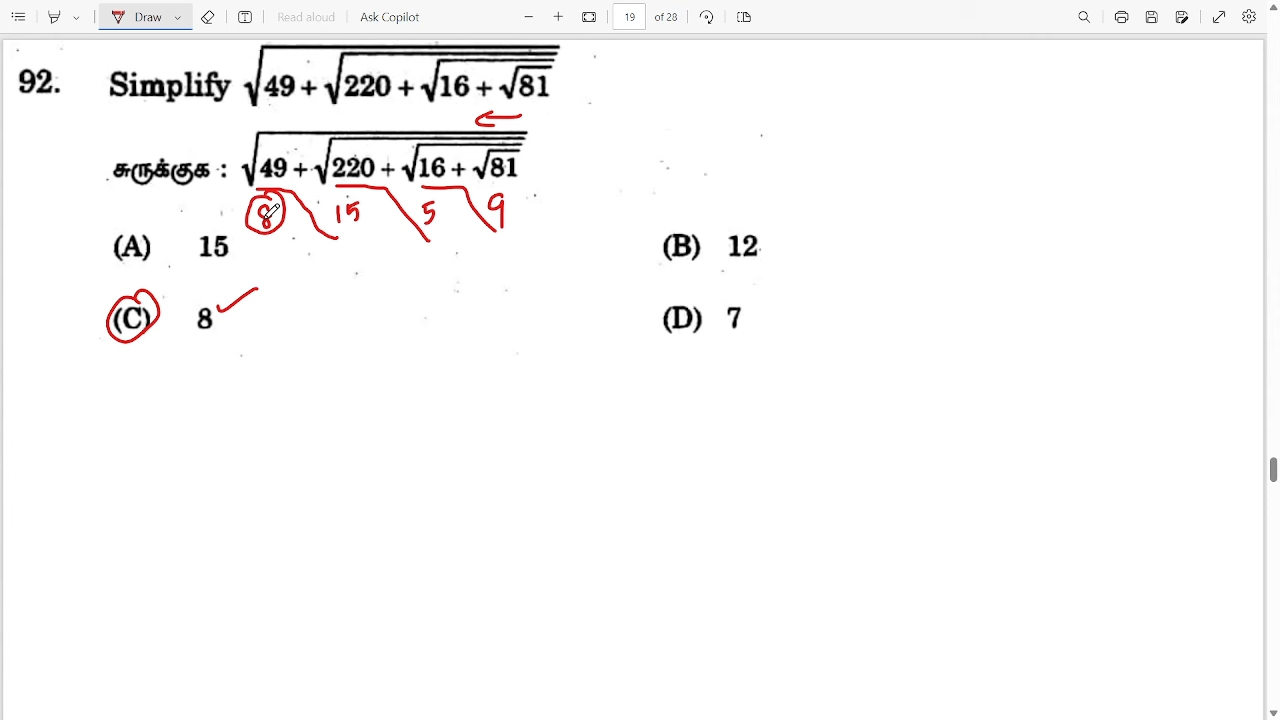 Draw Read aloud Ask Copilot 19 of 28
92. Simplify √49 + √220 + √16 + √81
சுருக்குக : √49 + √220 + √16 + √81
8 15 5 9
(A) 15 (B) 12
(C) 8 (D) 7